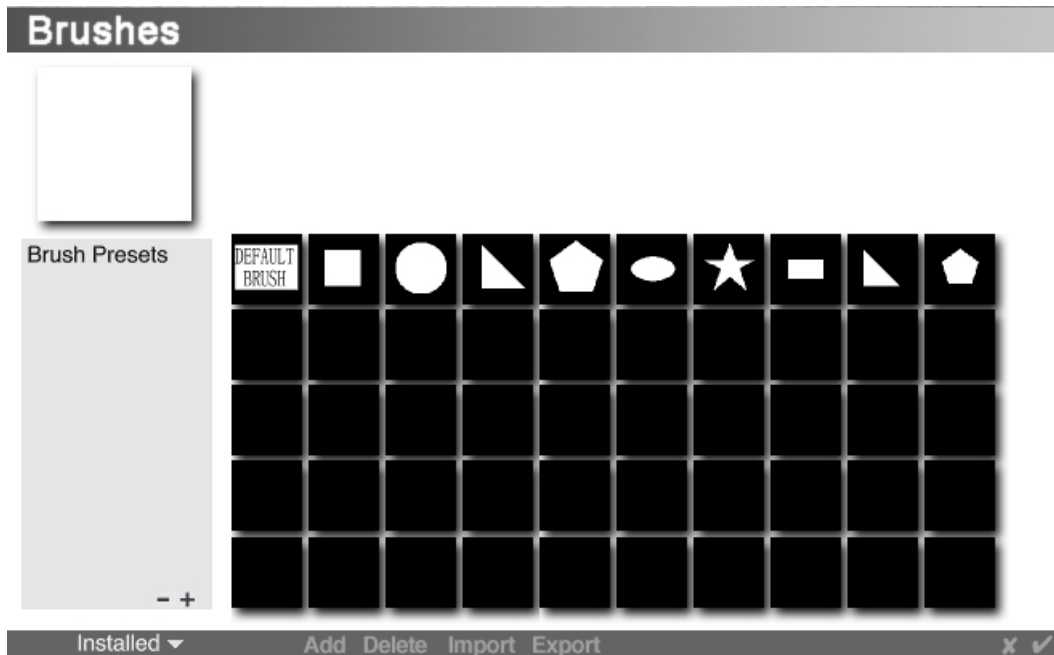 Brushes
Brush Presets
DEFAULT
BRUSH
- +
Installed
Add Delete Import Export